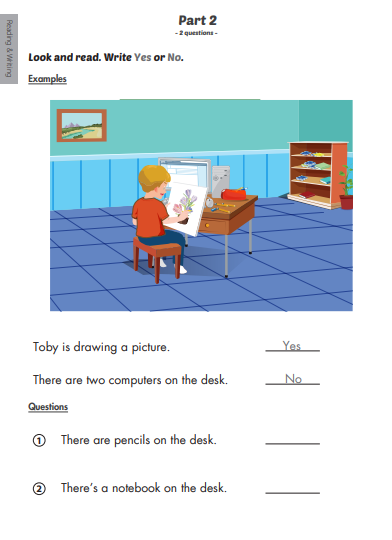 Reading & Writing
Part 2
- 2 questions -
Look and read. Write Yes or No.
Examples
Toby is drawing a picture. Yes
There are two computers on the desk. No
Questions
1 There are pencils on the desk.
2 There's a notebook on the desk.